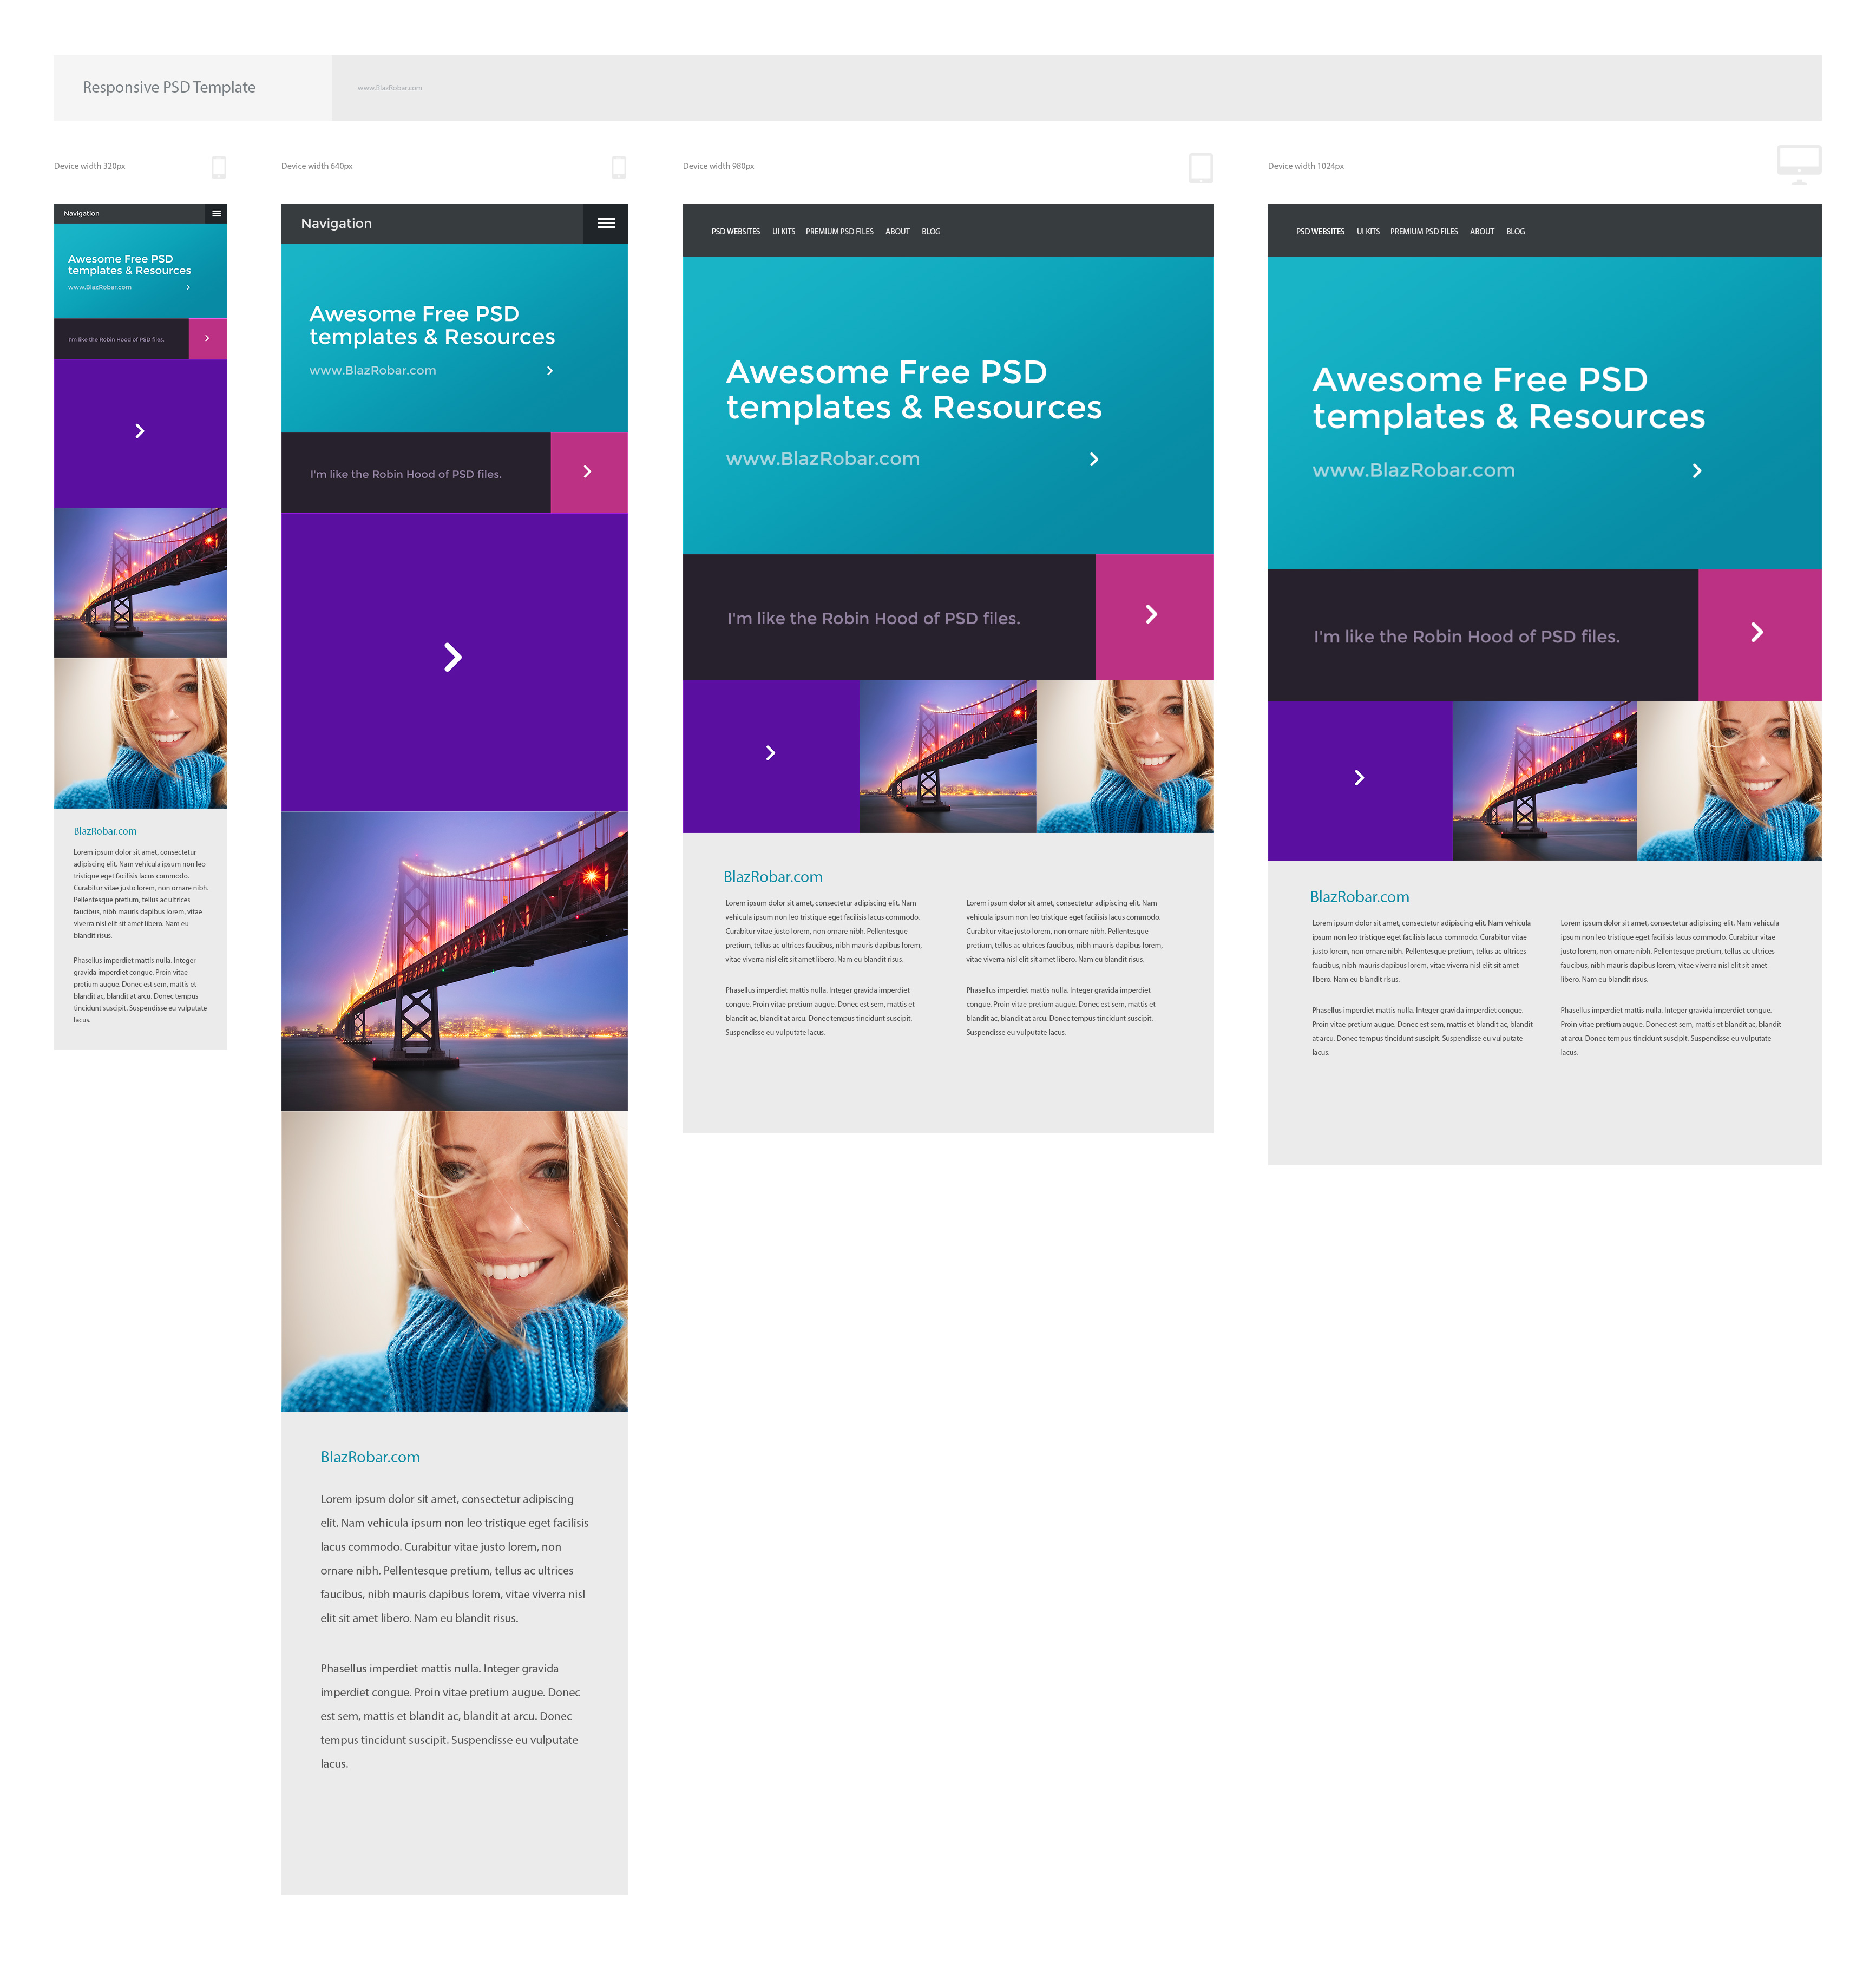 Responsive PSD Template
www.BlazRobar.com
Device width 320px
Navigation
Awesome Free PSD
templates & Resources
www.BlazRobar.com
I'm like the Robin Hood of PSD files.
BlazRobar.com
Lorem ipsum dolor sit amet, consectetur
adipiscing elit. Nam vehicula ipsum non leo
tristique eget facilisis lacus commodo.
Curabitur vitae justo lorem, non ornare nibh.
Pellentesque pretium, tellus ac ultrices
faucibus, nibh mauris dapibus lorem, vitae
viverra nisl elit sit amet libero. Nam eu
blandit risus.
Phasellus imperdiet mattis nulla. Integer
gravida imperdiet congue. Proin vitae
pretium augue. Donec est sem, mattis et
blandit ac, blandit at arcu. Donec tempus
tincidunt suscipit. Suspendisse eu vulputate
lacus.
Device width 640px
Navigation
Awesome Free PSD
templates & Resources
www.BlazRobar.com
I'm like the Robin Hood of PSD files.
BlazRobar.com
Lorem ipsum dolor sit amet, consectetur adipiscing
elit. Nam vehicula ipsum non leo tristique eget facilisis
lacus commodo. Curabitur vitae justo lorem, non
ornare nibh. Pellentesque pretium, tellus ac ultrices
faucibus, nibh mauris dapibus lorem, vitae viverra nisl
elit sit amet libero. Nam eu blandit risus.
Phasellus imperdiet mattis nulla. Integer gravida
imperdiet congue. Proin vitae pretium augue. Donec
est sem, mattis et blandit ac, blandit at arcu. Donec
tempus tincidunt suscipit. Suspendisse eu vulputate
lacus.
Device width 980px
PSD WEBSITES UI KITS PREMIUM PSD FILES ABOUT BLOG
Awesome Free PSD
templates & Resources
www.BlazRobar.com
I'm like the Robin Hood of PSD files.
BlazRobar.com
Lorem ipsum dolor sit amet, consectetur adipiscing elit. Nam
vehicula ipsum non leo tristique eget facilisis lacus commodo.
Curabitur vitae justo lorem, non ornare nibh. Pellentesque
pretium, tellus ac ultrices faucibus, nibh mauris dapibus lorem,
vitae viverra nisl elit sit amet libero. Nam eu blandit risus.
Phasellus imperdiet mattis nulla. Integer gravida imperdiet
congue. Proin vitae pretium augue. Donec est sem, mattis et
blandit ac, blandit at arcu. Donec tempus tincidunt suscipit.
Suspendisse eu vulputate lacus.
Lorem ipsum dolor sit amet, consectetur adipiscing elit. Nam
vehicula ipsum non leo tristique eget facilisis lacus commodo.
Curabitur vitae justo lorem, non ornare nibh. Pellentesque
pretium, tellus ac ultrices faucibus, nibh mauris dapibus lorem,
vitae viverra nisl elit sit amet libero. Nam eu blandit risus.
Phasellus imperdiet mattis nulla. Integer gravida imperdiet
congue. Proin vitae pretium augue. Donec est sem, mattis et
blandit ac, blandit at arcu. Donec tempus tincidunt suscipit.
Suspendisse eu vulputate lacus.
Device width 1024px
PSD WEBSITES UI KITS PREMIUM PSD FILES ABOUT BLOG
Awesome Free PSD
templates & Resources
www.BlazRobar.com
I'm like the Robin Hood of PSD files.
BlazRobar.com
Lorem ipsum dolor sit amet, consectetur adipiscing elit. Nam vehicula
ipsum non leo tristique eget facilisis lacus commodo. Curabitur vitae
justo lorem, non ornare nibh. Pellentesque pretium, tellus ac ultrices
faucibus, nibh mauris dapibus lorem, vitae viverra nisl elit sit amet
libero. Nam eu blandit risus.
Phasellus imperdiet mattis nulla. Integer gravida imperdiet congue.
Proin vitae pretium augue. Donec est sem, mattis et blandit ac, blandit
at arcu. Donec tempus tincidunt suscipit. Suspendisse eu vulputate
lacus.
Lorem ipsum dolor sit amet, consectetur adipiscing elit. Nam vehicula
ipsum non leo tristique eget facilisis lacus commodo. Curabitur vitae
justo lorem, non ornare nibh. Pellentesque pretium, tellus ac ultrices
faucibus, nibh mauris dapibus lorem, vitae viverra nisl elit sit amet
libero. Nam eu blandit risus.
Phasellus imperdiet mattis nulla. Integer gravida imperdiet congue.
Proin vitae pretium augue. Donec est sem, mattis et blandit ac, blandit
at arcu. Donec tempus tincidunt suscipit. Suspendisse eu vulputate
lacus.